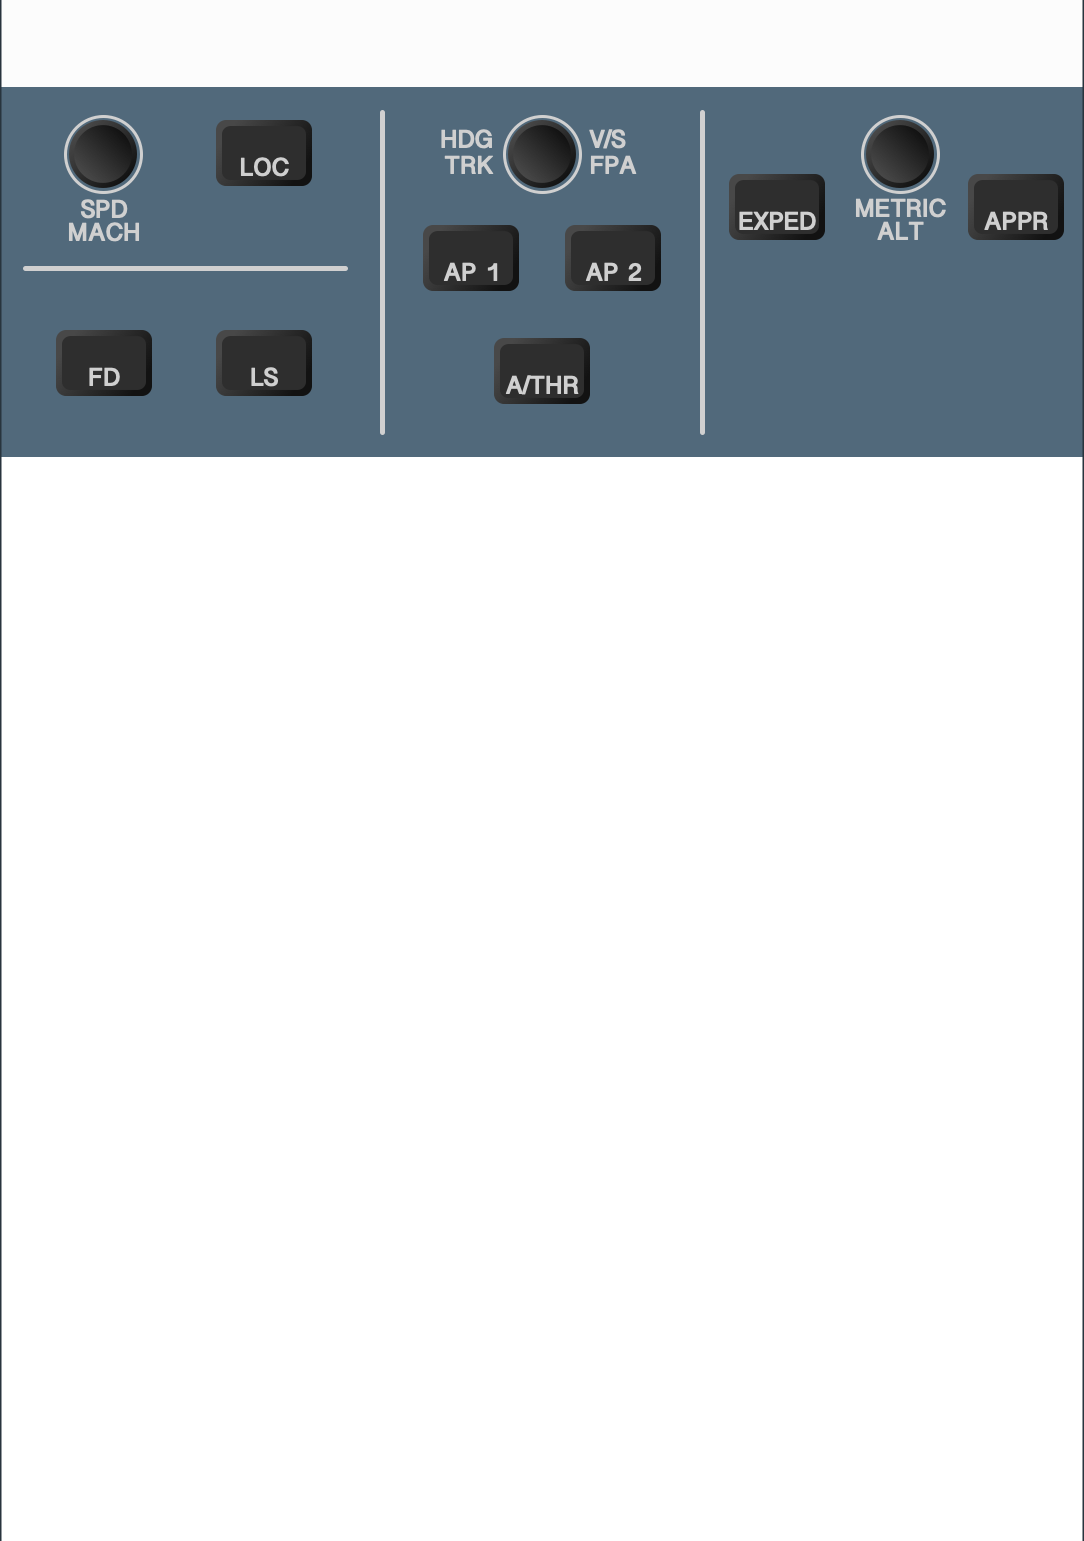 LOC
SPD
MACH
FD
LS
HDG
TRK
V/S
FPA
AP 1
AP 2
A/THR
EXPED
METRIC
ALT
APPR